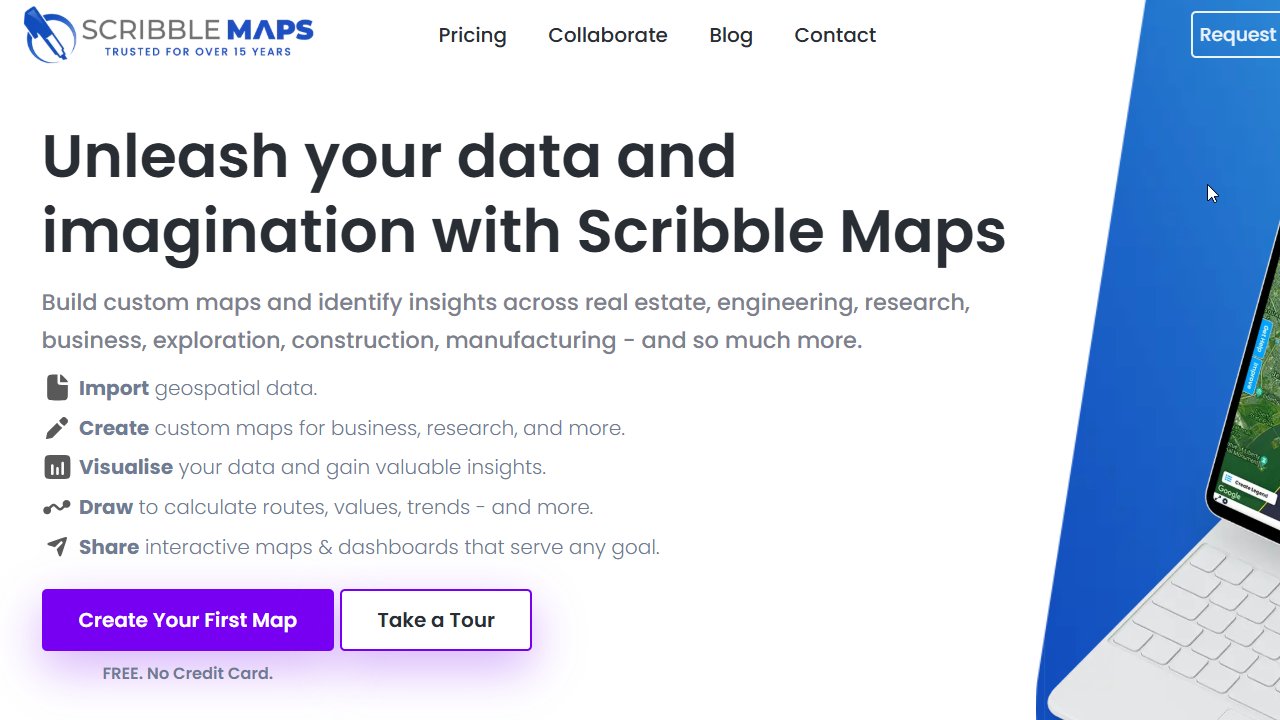 SCRIBBLE MAPS
TRUSTED FOR OVER 15 YEARS
Pricing
Collaborate
Blog
Contact
Request
Unleash your data and
imagination with Scribble Maps
Build custom maps and identify insights across real estate, engineering, research,
business, exploration, construction, manufacturing - and so much more.
Import geospatial data.
Create custom maps for business, research, and more.
Visualise your data and gain valuable insights.
Draw to calculate routes, values, trends - and more.
Share interactive maps & dashboards that serve any goal.
Create Your First Map
Take a Tour
FREE. No Credit Card.
Get Help
Improve
Create Legend
Google